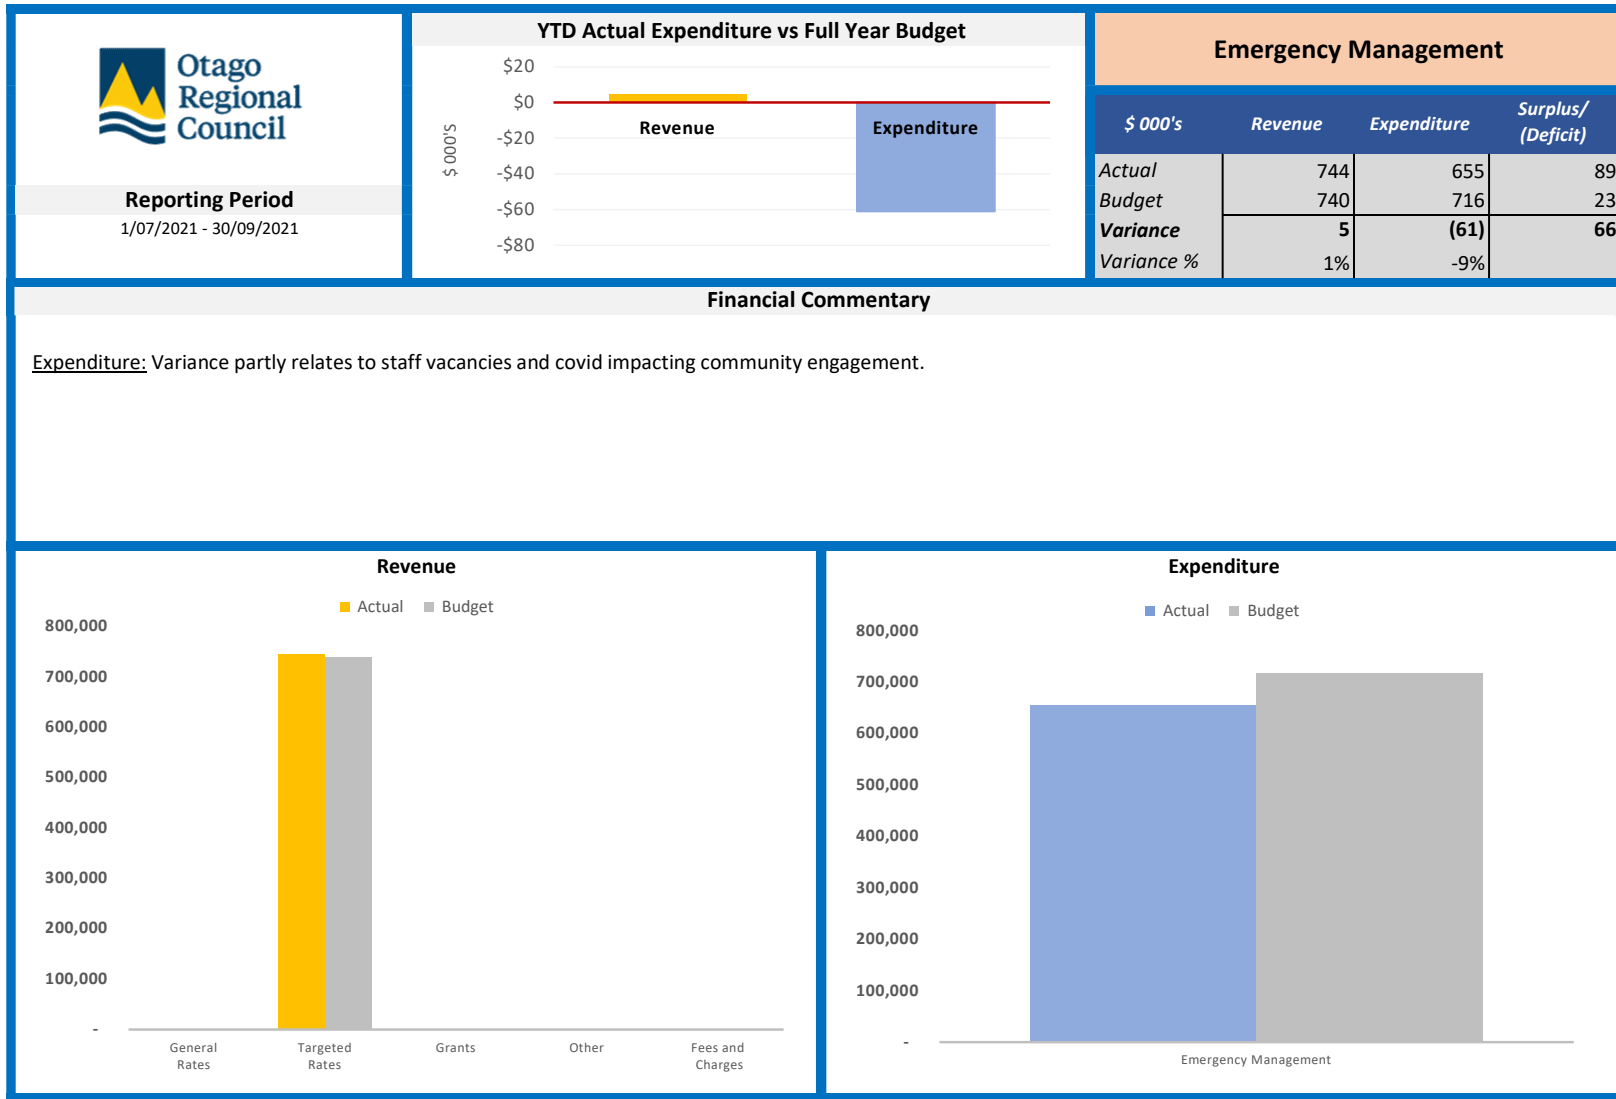 Otago
Regional
Council
Reporting Period
1/07/2021 - 30/09/2021
YTD Actual Expenditure vs Full Year Budget
$ 000'S
$20
$0
-$20
-$40
-$60
-$80
Revenue
Expenditure
Emergency Management
$ 000's Revenue Expenditure Surplus/
(Deficit)
Actual 744 655 89
Budget 740 716 23
Variance 5 (61) 66
Variance % 1% -9%
Financial Commentary
Expenditure: Variance partly relates to staff vacancies and covid impacting community engagement.
Revenue
Actual Budget
800,000
700,000
600,000
500,000
400,000
300,000
200,000
100,000
-
General
Rates
Targeted
Rates
Grants
Other
Fees and
Charges
Expenditure
Actual Budget
800,000
700,000
600,000
500,000
400,000
300,000
200,000
100,000
-
Emergency Management